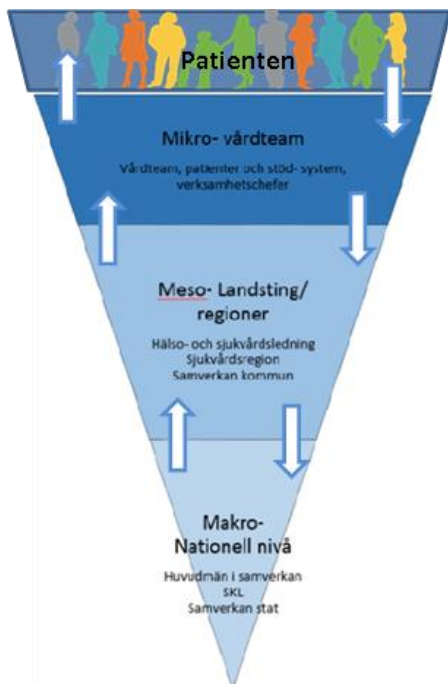 Patienten
Mikro- vårdteam
Vårdteam, patienter och stöd- system,
verksamhetschefer
Meso- Landsting/
regioner
Hälso- och sjukvårdsledning
Sjukvårdsregion
Samverkan kommun
Makro-
Nationell nivå
Huvudmän i samverkan
SKL
Samverkan stat